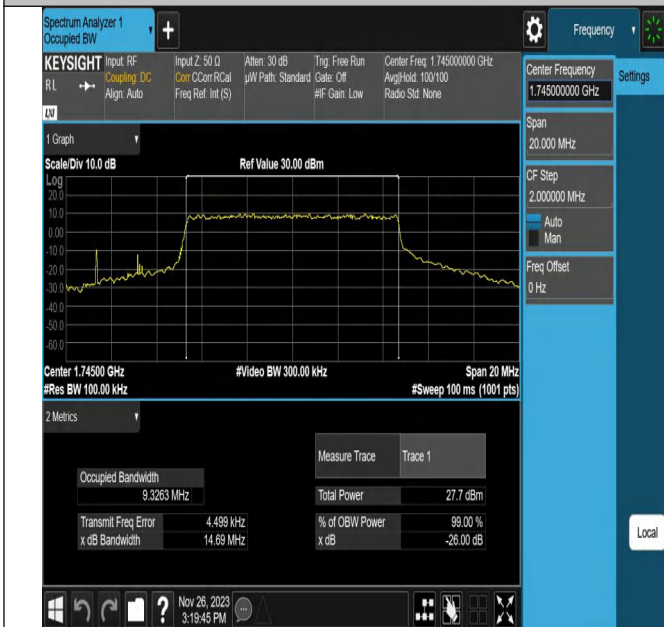 Spectrum Analyzer 1
Occupied BW
+
Frequency
KEYSIGHT
RL
LXI
Input: RF
Coupling: DC
Align: Auto
Input Z: 50 Ω
Corr CCorr RCal
Freq Ref: Int (S)
Atten: 30 dB
µW Path: Standard
Trig: Free Run
Gate: Off
#IF Gain: Low
Center Freq: 1.745000000 GHz
Avg|Hold: 100/100
Radio Std: None
Center Frequency
1.745000000 GHz
Settings
Span
20.000 MHz
CF Step
2.000000 MHz
Auto
Man
Freq Offset
0 Hz
1 Graph
Scale/Div 10.0 dB
Ref Value 30.00 dBm
Log
20.0
10.0
0.00
-10.0
-20.0
-30.0
-40.0
-50.0
-60.0
Center 1.74500 GHz
#Video BW 300.00 kHz
Span 20 MHz
#Res BW 100.00 kHz
#Sweep 100 ms (1001 pts)
2 Metrics
Measure Trace
Trace 1
Occupied Bandwidth
9.3263 MHz
Total Power
27.7 dBm
Transmit Freq Error
4.499 kHz
% of OBW Power
99.00 %
x dB Bandwidth
14.69 MHz
x dB
-26.00 dB
Local
?
Nov 26, 2023
3:19:45 PM